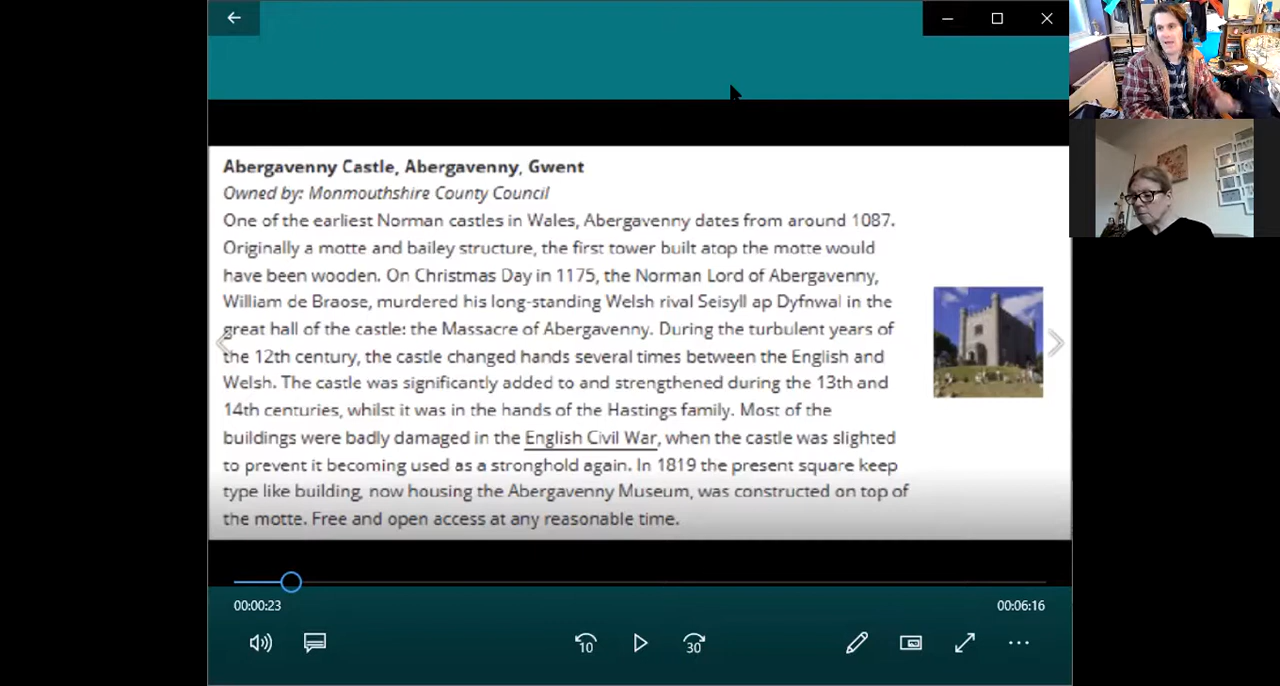 Abergavenny Castle, Abergavenny, Gwent
Owned by: Monmouthshire County Council
One of the earliest Norman castles in Wales, Abergavenny dates from around 1087.
Originally a motte and bailey structure, the first tower built atop the motte would
have been wooden. On Christmas Day in 1175, the Norman Lord of Abergavenny,
William de Braose, murdered his long-standing Welsh rival Seisyll ap Dyfnwal in the
great hall of the castle: the Massacre of Abergavenny. During the turbulent years of
the 12th century, the castle changed hands several times between the English and
Welsh. The castle was significantly added to and strengthened during the 13th and
14th centuries, whilst it was in the hands of the Hastings family. Most of the
buildings were badly damaged in the English Civil War, when the castle was slighted
to prevent it becoming used as a stronghold again. In 1819 the present square keep
type like building, now housing the Abergavenny Museum, was constructed on top of
the motte. Free and open access at any reasonable time.
00:00:23
00:06:16
10
30